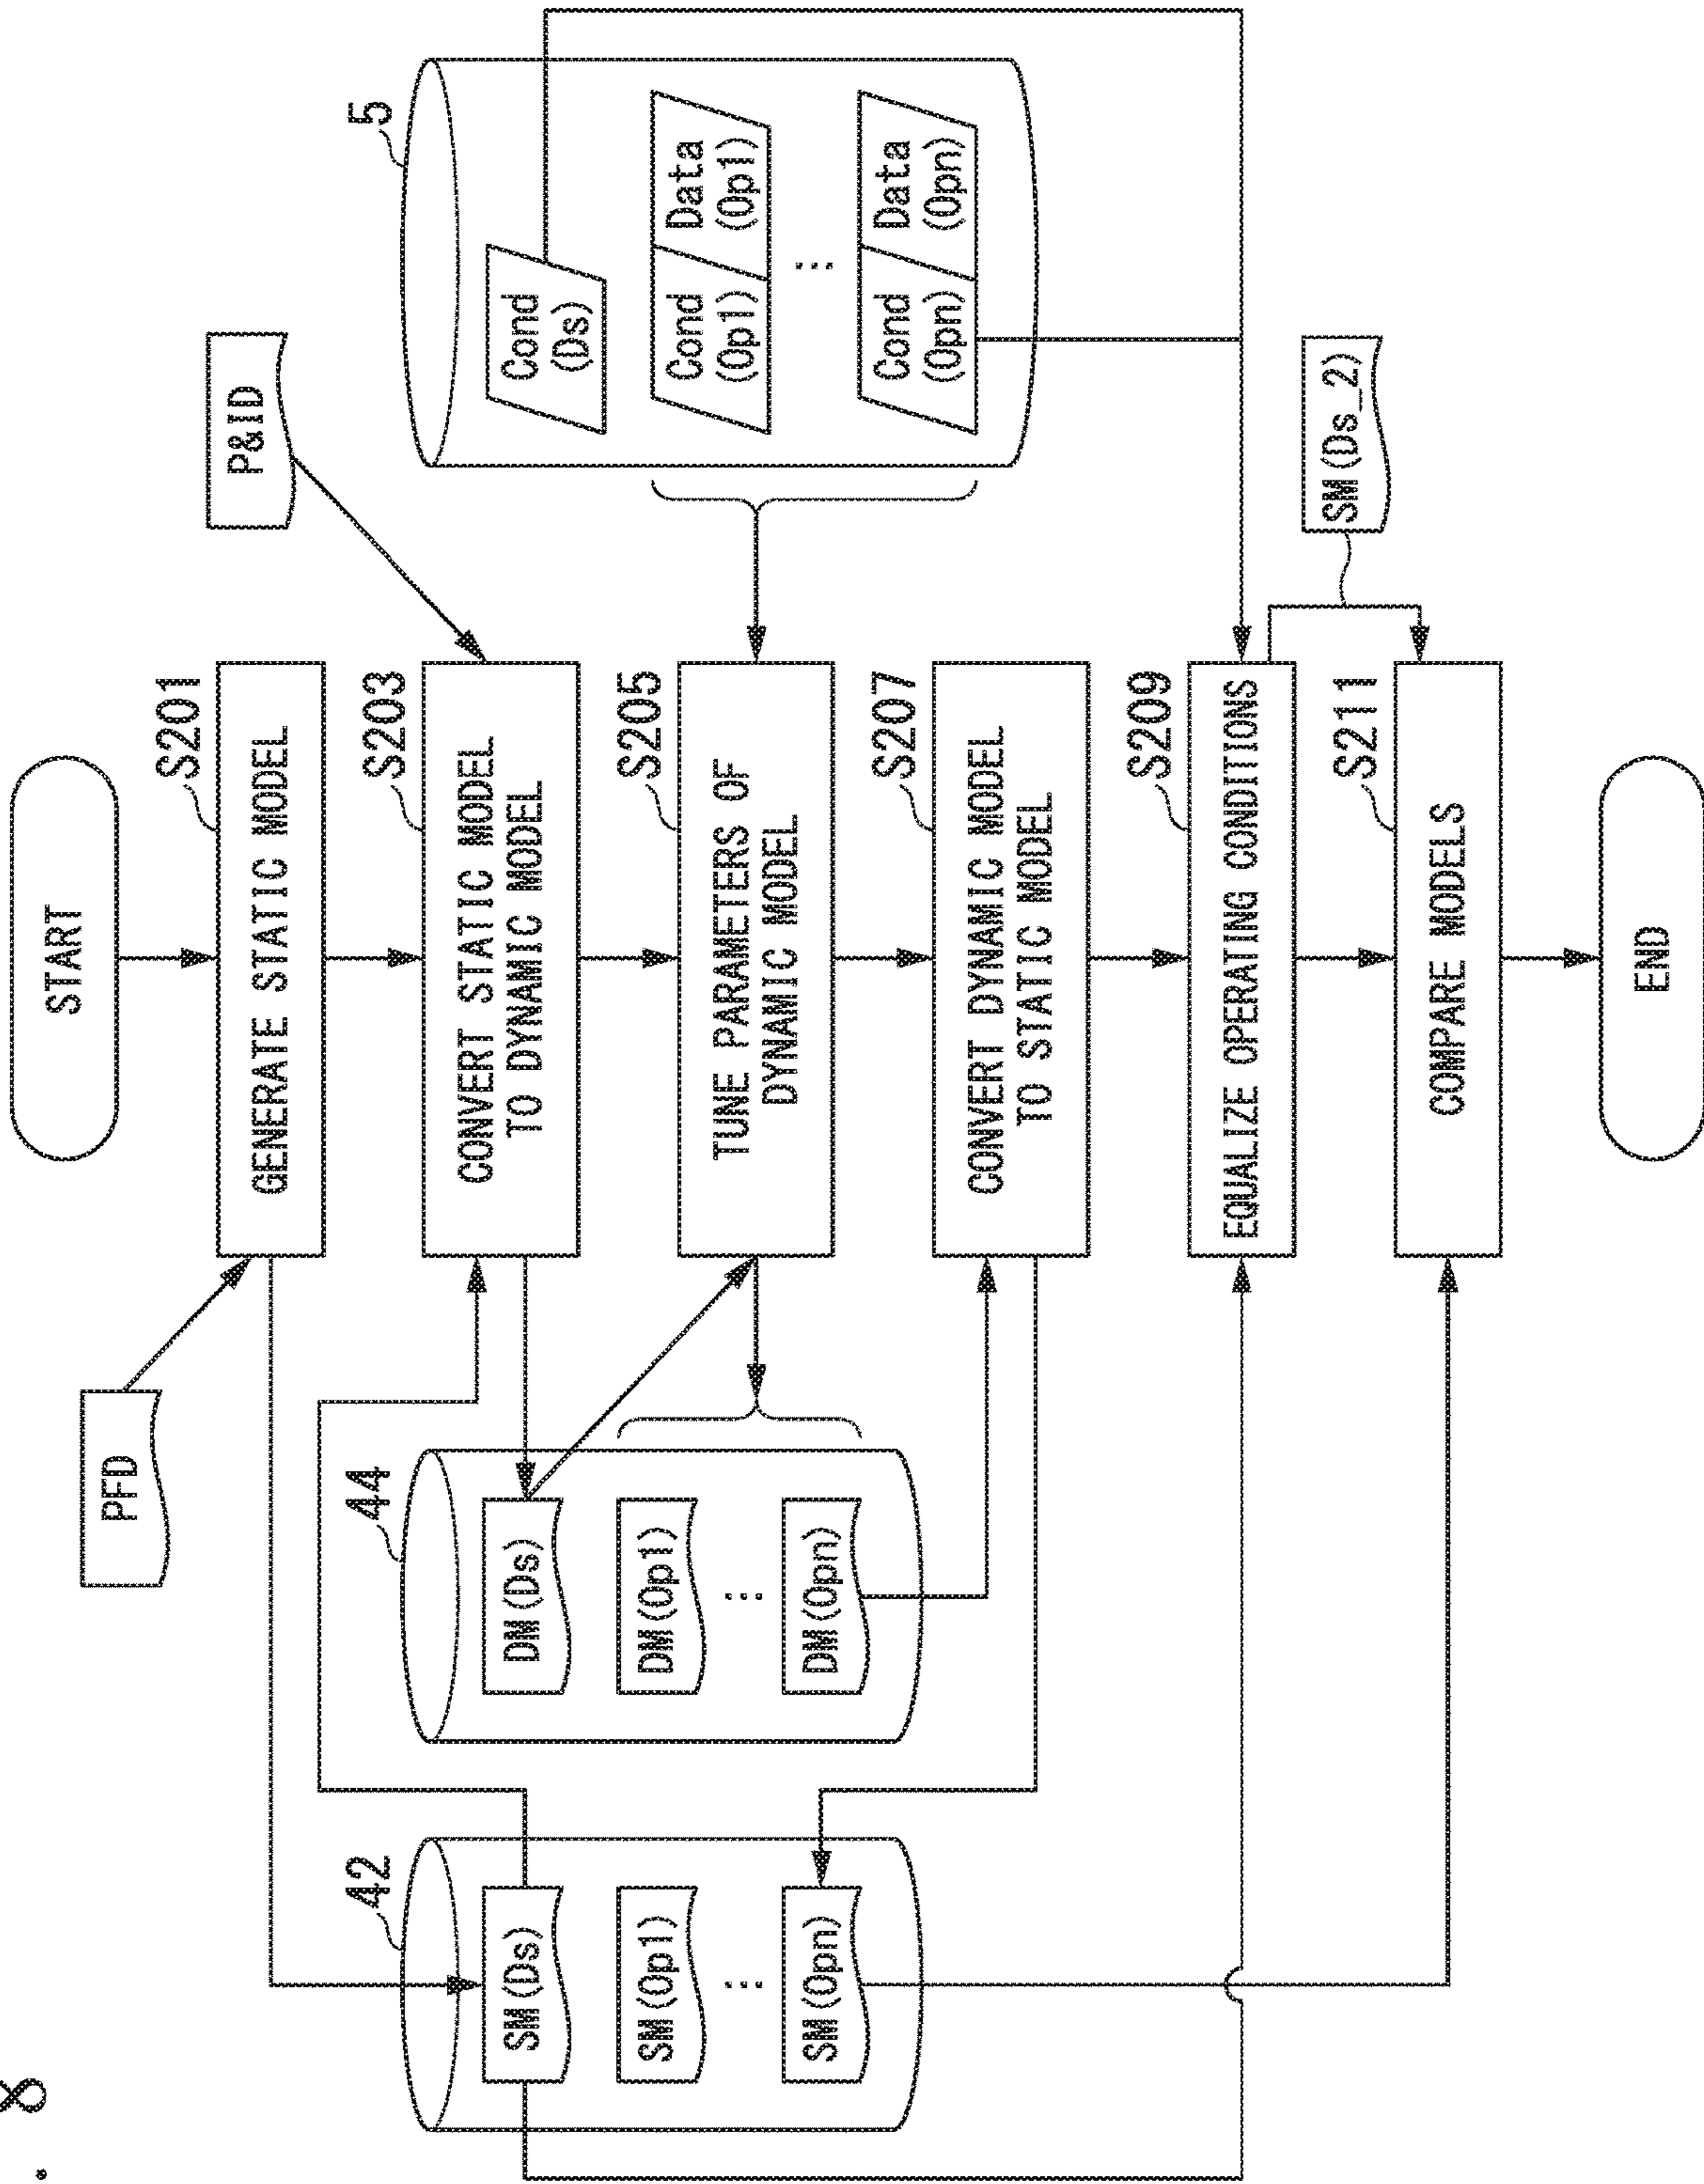 . 8
START
PFD
S201
GENERATE STATIC MODEL
P&ID
S203
CONVERT STATIC MODEL
TO DYNAMIC MODEL
S205
TUNE PARAMETERS OF
DYNAMIC MODEL
S207
CONVERT DYNAMIC MODEL
TO STATIC MODEL
S209
EQUALIZE OPERATING CONDITIONS
S211
COMPARE MODELS
END
42
SM(Ds)
SM(Op1)
...
SM(Opn)
44
DM(Ds)
DM(Op1)
...
DM(Opn)
5
Cond
(Ds)
Cond
(Op1)
Data
(Op1)
...
Cond
(Opn)
Data
(Opn)
SM(Ds_2)